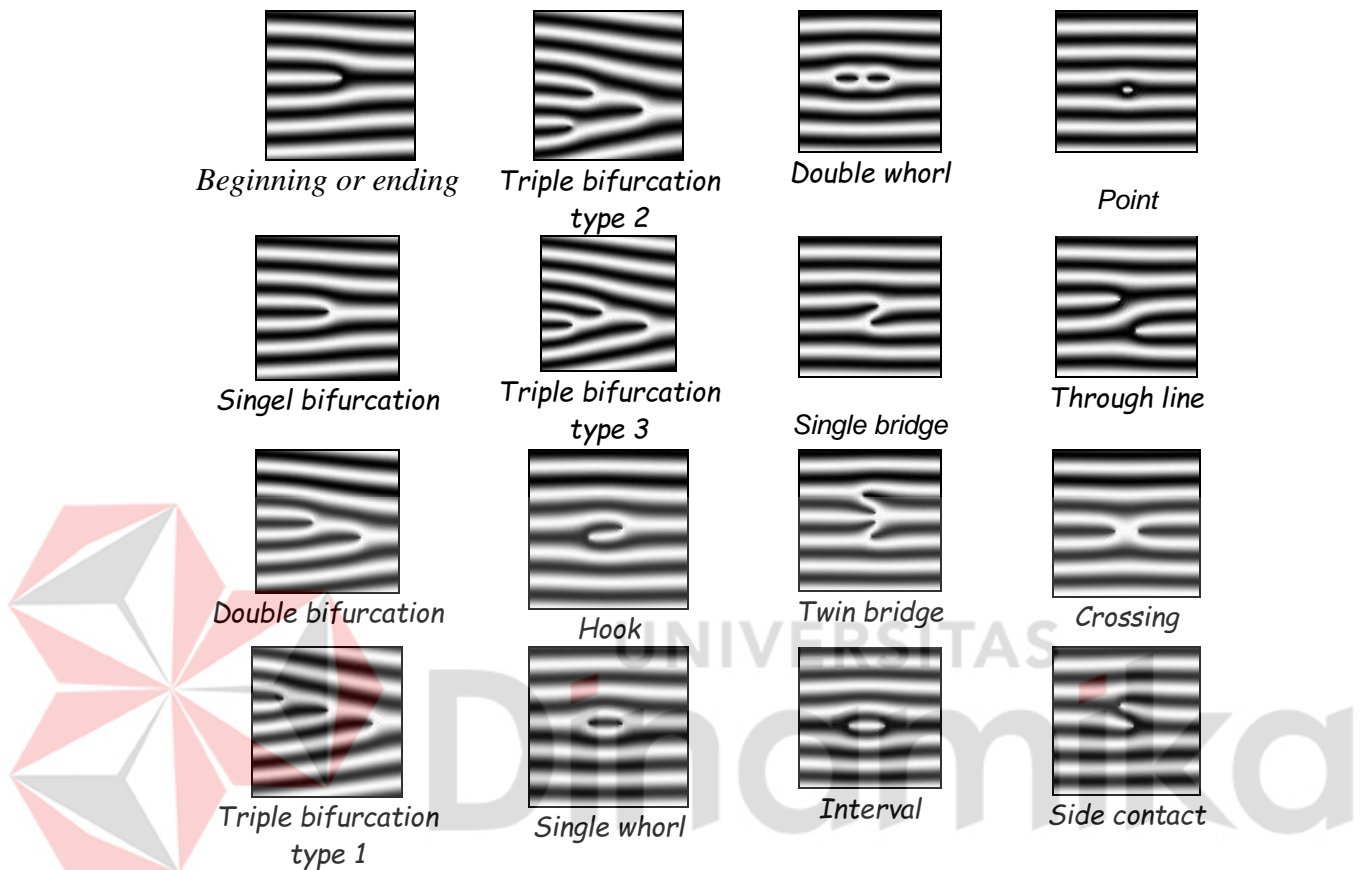 Beginning or ending
Triple bifurcation
type 2
Double whorl
Point
Singel bifurcation
Triple bifurcation
type 3
Single bridge
Through line
Double bifurcation
Hook
Twin bridge
Crossing
UNIVERSITAS
Dinamika
Triple bifurcation
type 1
Single whorl
Interval
Side contact